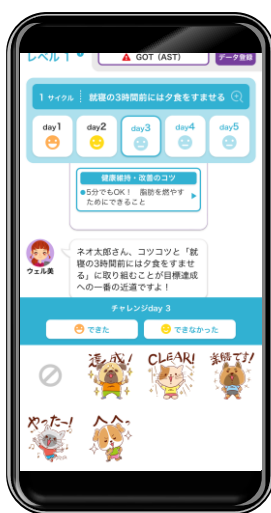 レベル 1
GOT (AST)
データ登録
1 サイクル 就寝の3時間前には夕食をすませる
day1
day2
day3
day4
day5
健康維持・改善のコツ
●5分でもOK！ 脂肪を燃やす
ためにできること
ネオ太郎さん、コツコツと「就
寝の3時間前には夕食をすませ
る」に取り組むことが目標達成
への一番の近道ですよ！
ウェル美
チャレンジday 3
できた
できなかった
達成!
CLEAR!
やったー!